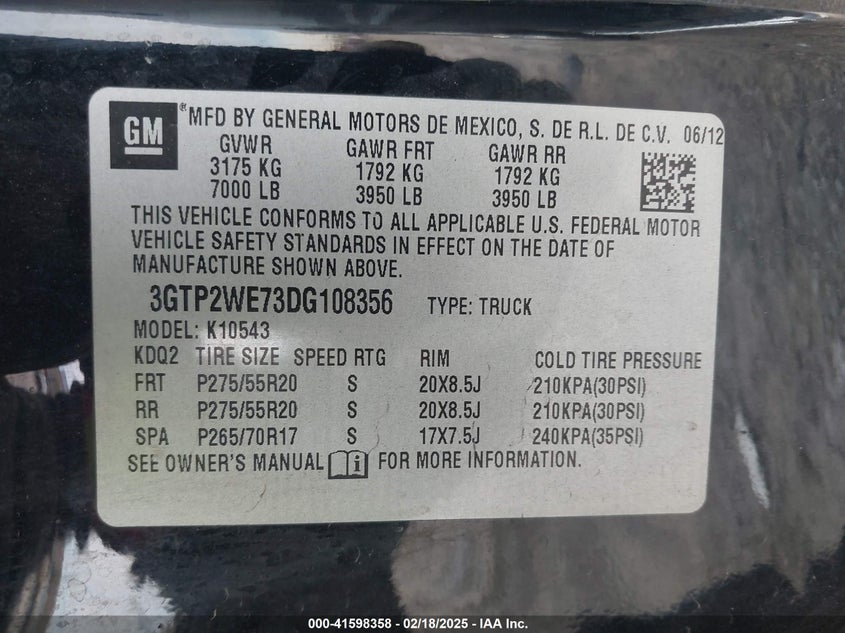 GM
® MFD BY GENERAL MOTORS DE MEXICO, S. DE R.L. DE C.V. 06/12
GVWR GAWR FRT GAWR RR
3175 KG 1792 KG 1792 KG
7000 LB 3950 LB 3950 LB
THIS VEHICLE CONFORMS TO ALL APPLICABLE U.S. FEDERAL MOTOR
VEHICLE SAFETY STANDARDS IN EFFECT ON THE DATE OF
MANUFACTURE SHOWN ABOVE.
3GTP2WE73DG108356 TYPE: TRUCK
MODEL: K10543
KDQ2 TIRE SIZE SPEED RTG RIM COLD TIRE PRESSURE
FRT P275/55R20 S 20X8.5J 210KPA(30PSI)
RR P275/55R20 S 20X8.5J 210KPA(30PSI)
SPA P265/70R17 S 17X7.5J 240KPA(35PSI)
SEE OWNER'S MANUAL i FOR MORE INFORMATION.
000-41598358 - 02/18/2025 - IAA Inc.